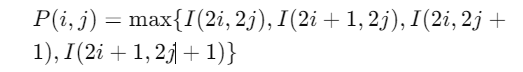 P(i, j) = max{I(2i, 2j), I(2i + 1, 2j), I(2i, 2j +
1), I(2i + 1, 2j + 1)}